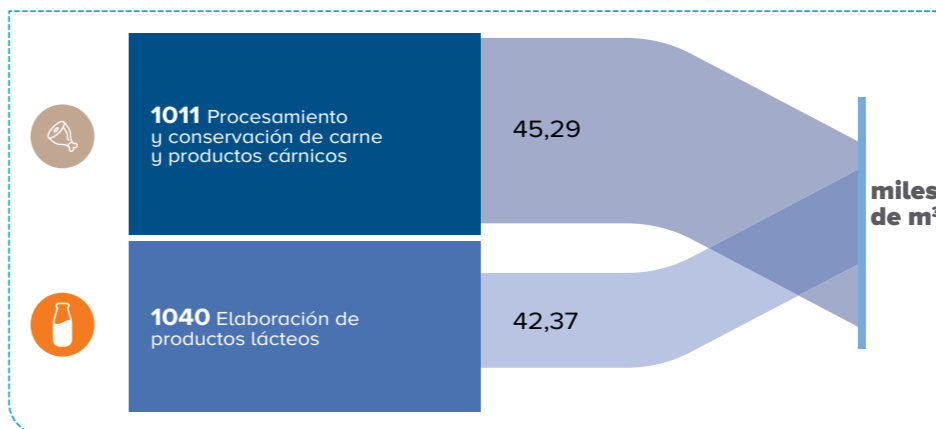 1011 Procesamiento
y conservación de carne
y productos cárnicos
45,29
miles
de m³
1040 Elaboración de
productos lácteos
42,37